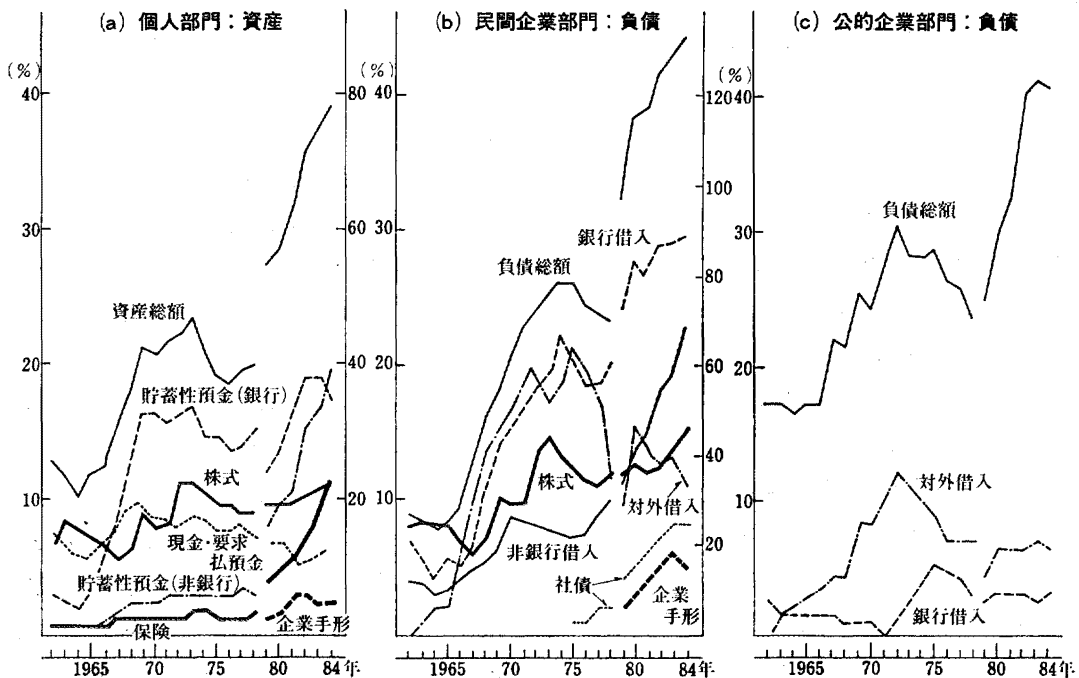 (a) 個人部門：資産
(%)
40
30
20
10
80
60
40
20
資産総額
貯蓄性預金(銀行)
株式
現金・要求
払預金
貯蓄性預金(非銀行)
保険
企業手形
1965
70
75
80
84年
(b) 民間企業部門：負債
(%)
40
30
20
10
120
100
80
60
40
20
銀行借入
負債総額
株式
対外借入
非銀行借入
社債
企業
手形
1965
70
75
80
84年
(c) 公的企業部門：負債
(%)
40
30
20
10
負債総額
対外借入
銀行借入
1965
70
75
80
84年